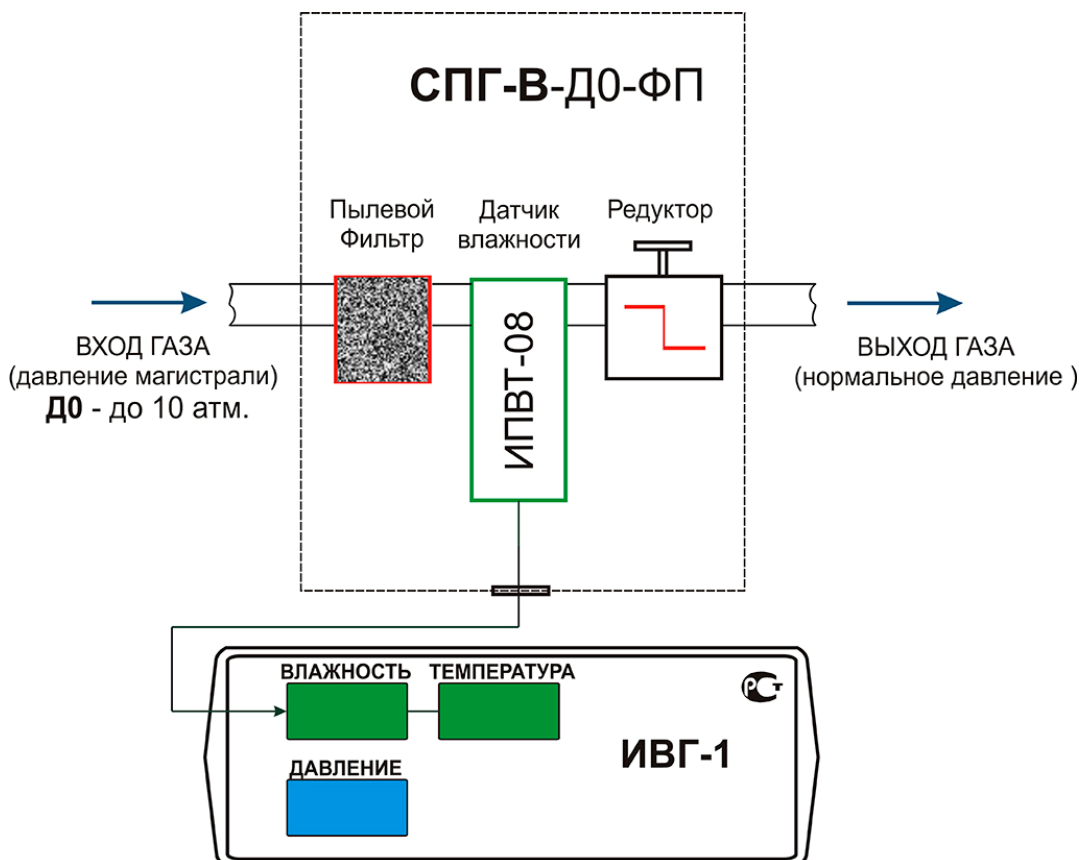 СПГ-В-Д0-ФП
Пылевой
Фильтр
Датчик
влажности
Редуктор
ВХОД ГАЗА
(давление магистрали)
Д0 - до 10 атм.
ИПВТ-08
ВЫХОД ГАЗА
(нормальное давление )
ВЛАЖНОСТЬ
ТЕМПЕРАТУРА
РСТ
ИВГ-1
ДАВЛЕНИЕ